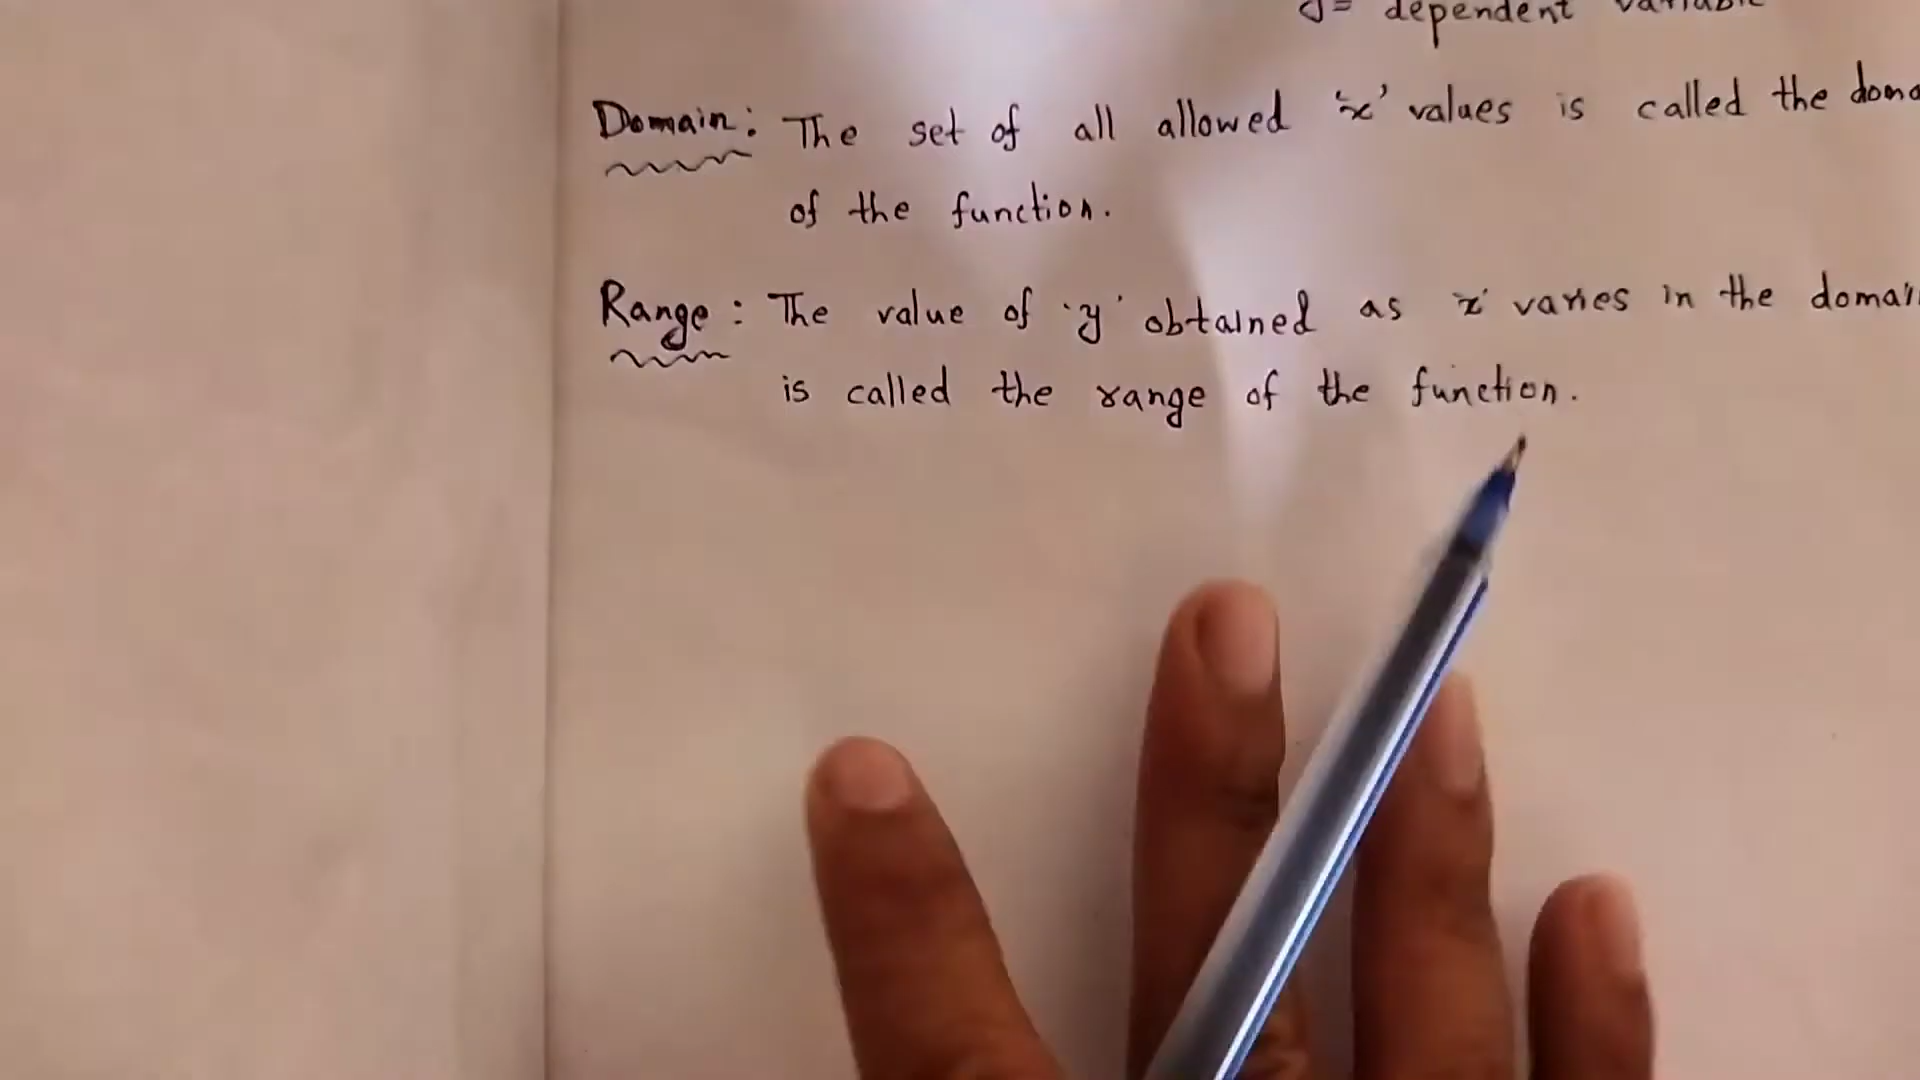 = dependent variable
Domain: The set of all allowed 'x' values is called the
of the function.
Range: The value of 'y' obtained as 'x' varies in the
is called the range of the function.